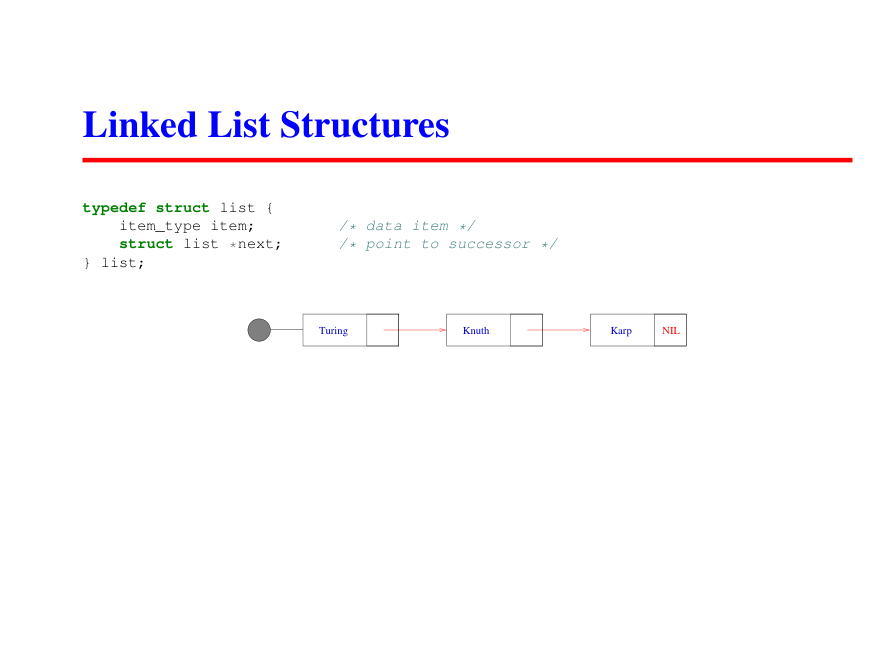 Linked List Structures
typedef struct list {
    item_type item;         /* data item */
    struct list *next;      /* point to successor */
} list;
Turing Knuth Karp NIL